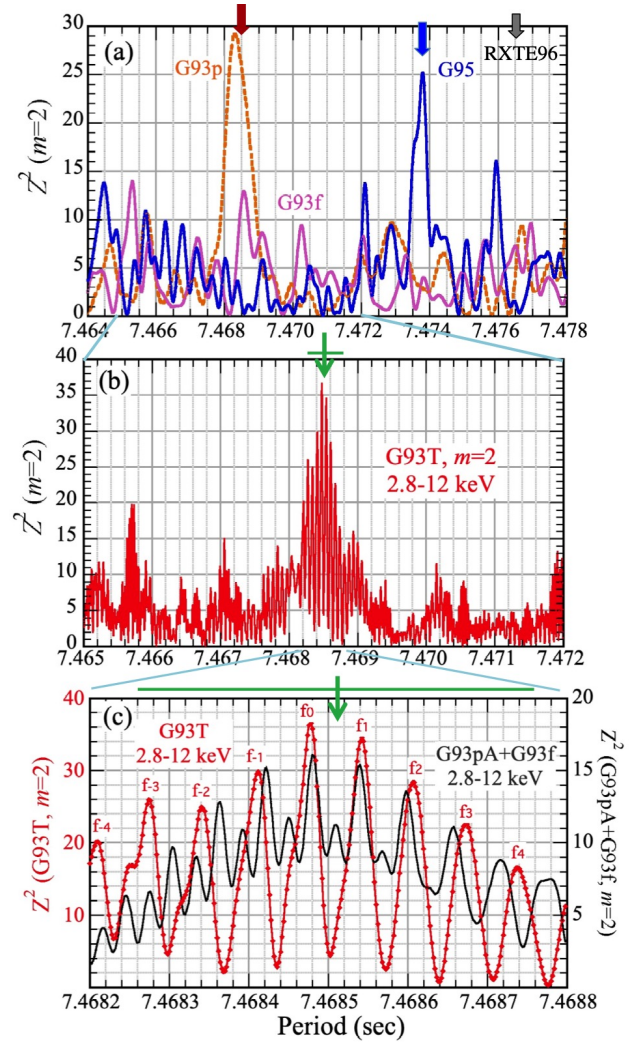 (a)
RXTE96
G93p
G95
G93f
Z² (m=2)
30
25
20
15
10
5
0
7.464 7.466 7.468 7.470 7.472 7.474 7.476 7.478
(b)
G93T, m=2
2.8-12 keV
Z² (m=2)
40
35
30
25
20
15
10
5
0
7.465 7.466 7.467 7.468 7.469 7.470 7.471 7.472
(c)
G93T
2.8-12 keV
G93pA+G93f
2.8-12 keV
f-4 f-3 f-2 f-1 f0 f1 f2 f3 f4
Z² (G93T, m=2)
40
30
20
10
Z² (G93pA+G93f, m=2)
20
15
10
5
7.4682 7.4683 7.4684 7.4685 7.4686 7.4687 7.4688
Period (sec)